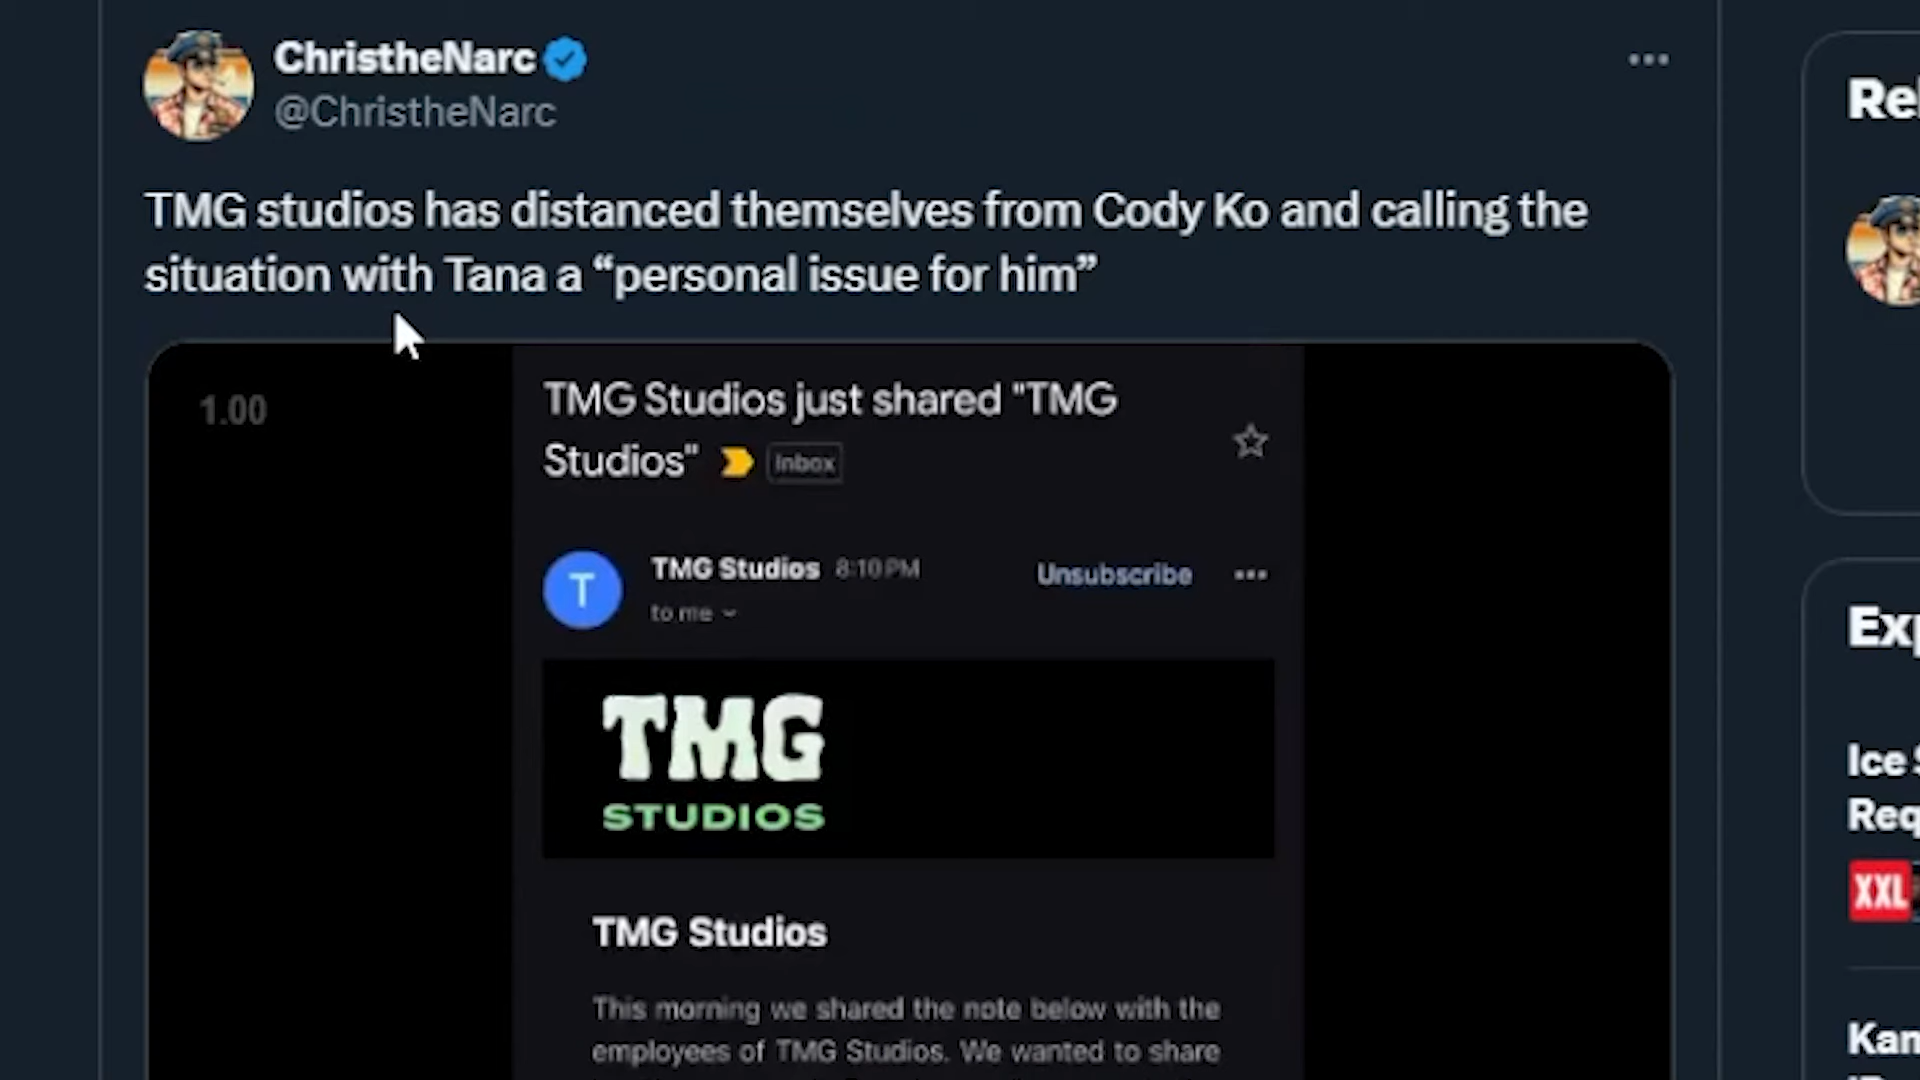 ChristheNarc
@ChristheNarc
TMG studios has distanced themselves from Cody Ko and calling the
situation with Tana a “personal issue for him”
1.00
TMG Studios just shared "TMG
Studios" Inbox
TMG Studios 8:10 PM Unsubscribe
T
to me
TMG
STUDIOS
TMG Studios
This morning we shared the note below with the
employees of TMG Studios. We wanted to share
Rel
Exp
Ice S
Req
XXL
Kan